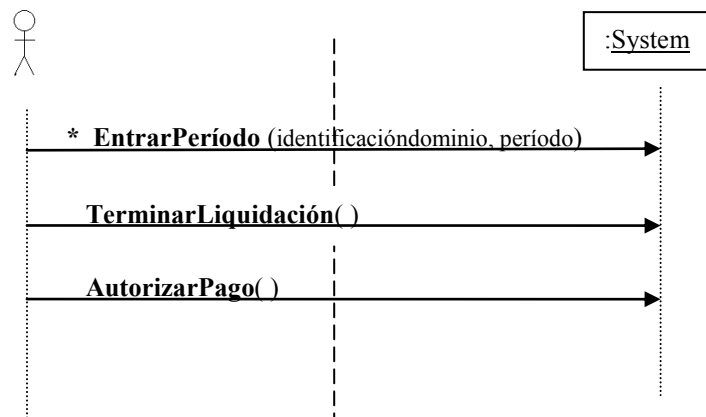 :System
* EntrarPeríodo (identificacióndominio, período)
TerminarLiquidación( )
AutorizarPago( )